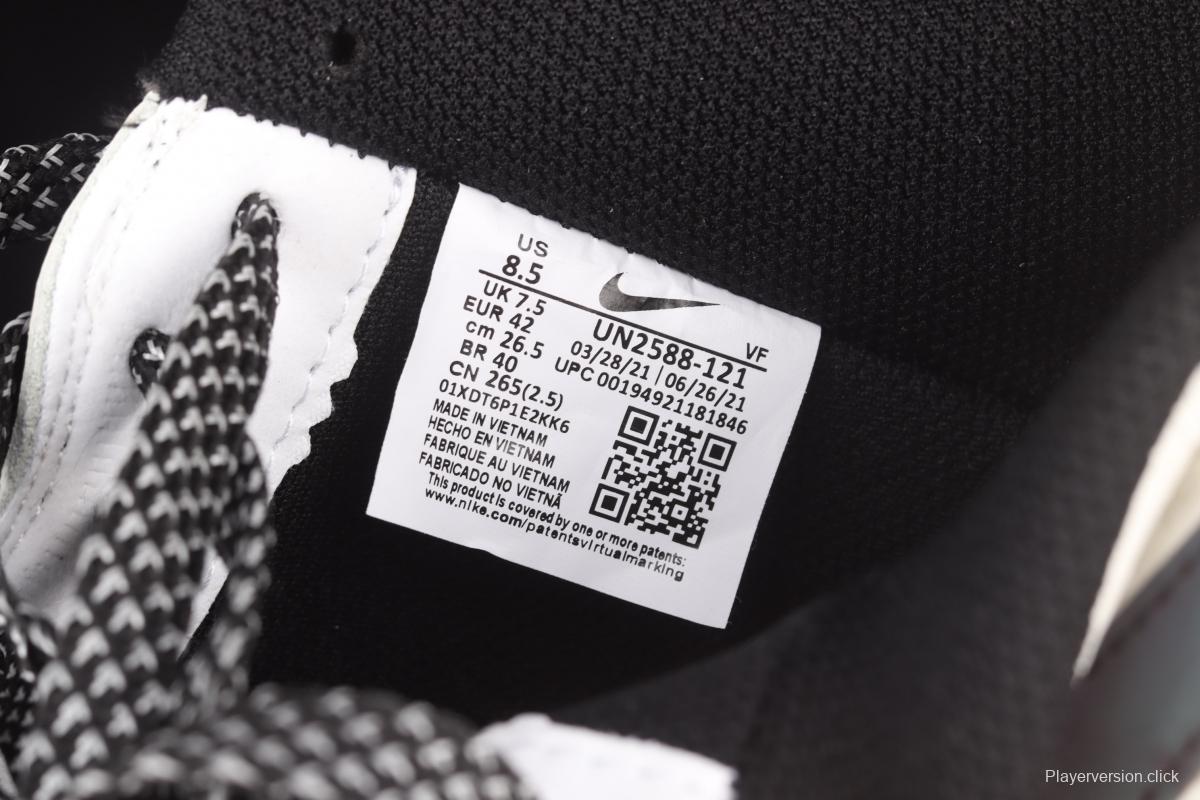 US
8.5
UK 7.5
EUR 42
cm 26.5
BR 40
CN 265(2.5)
01XDT6P1E2KK6
MADE IN VIETNAM
HECHO EN VIETNAM
FABRIQUE AU VIETNAM
FABRICADO NO VIETNÃ
This product is covered by one or more patents:
www.nike.com/patentsvirtualmarking
VF
UN2588-121
03/28/21 | 06/26/21
UPC 00194921181846
Playerversion.click